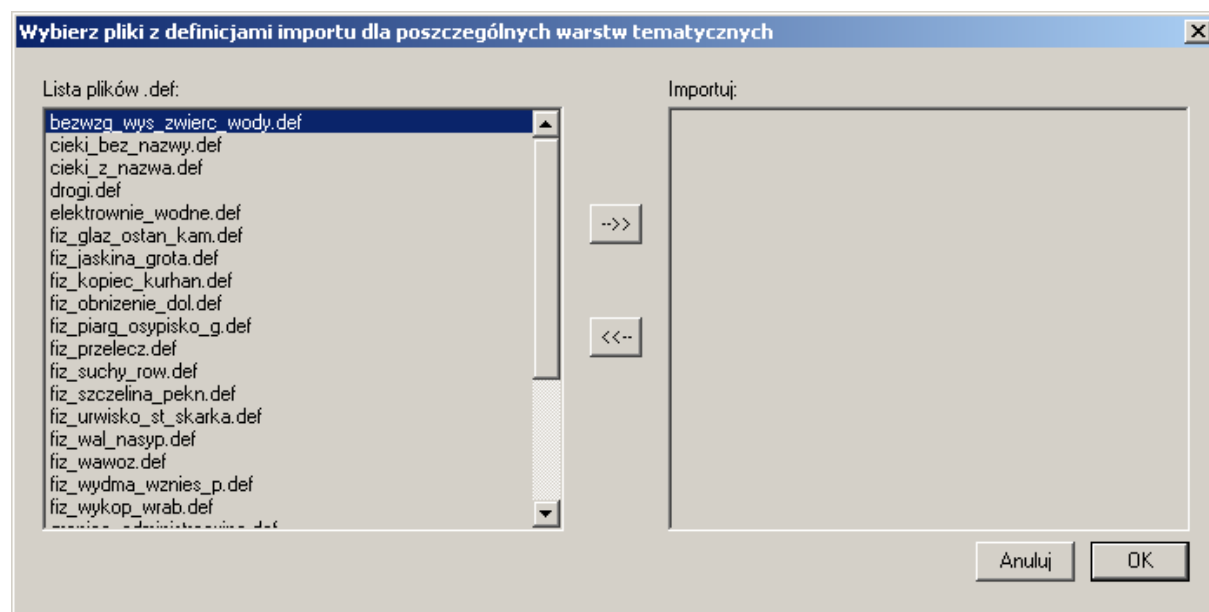 Wybierz pliki z definicjami importu dla poszczególnych warstw tematycznych
Lista plików .def:
Importuj:
bezwzg_wys_zwierc_wody.def
cieki_bez_nazwy.def
cieki_z_nazwa.def
drogi.def
elektrownie_wodne.def
fiz_glaz_ostan_kam.def
fiz_jaskina_grota.def
fiz_kopiec_kurhan.def
fiz_obnizenie_dol.def
fiz_piarg_osypisko_g.def
fiz_przelecz.def
fiz_suchy_row.def
fiz_szczelina_pekn.def
fiz_urwisko_st_skarka.def
fiz_wal_nasyp.def
fiz_wawoz.def
fiz_wydma_wznies_p.def
fiz_wykop_wrab.def
-->>
<<--
Anuluj
OK